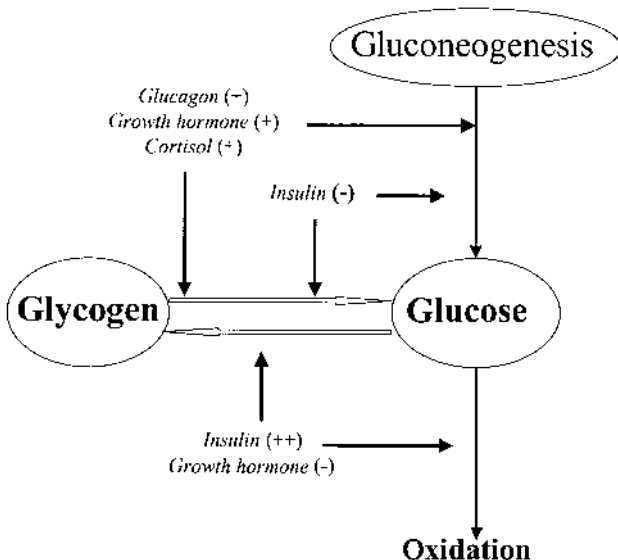 Gluconeogenesis
Glucagon (+)
Growth hormone (+)
Cortisol (+)
Insulin (-)
Glycogen
Glucose
Insulin (++)
Growth hormone (-)
Oxidation